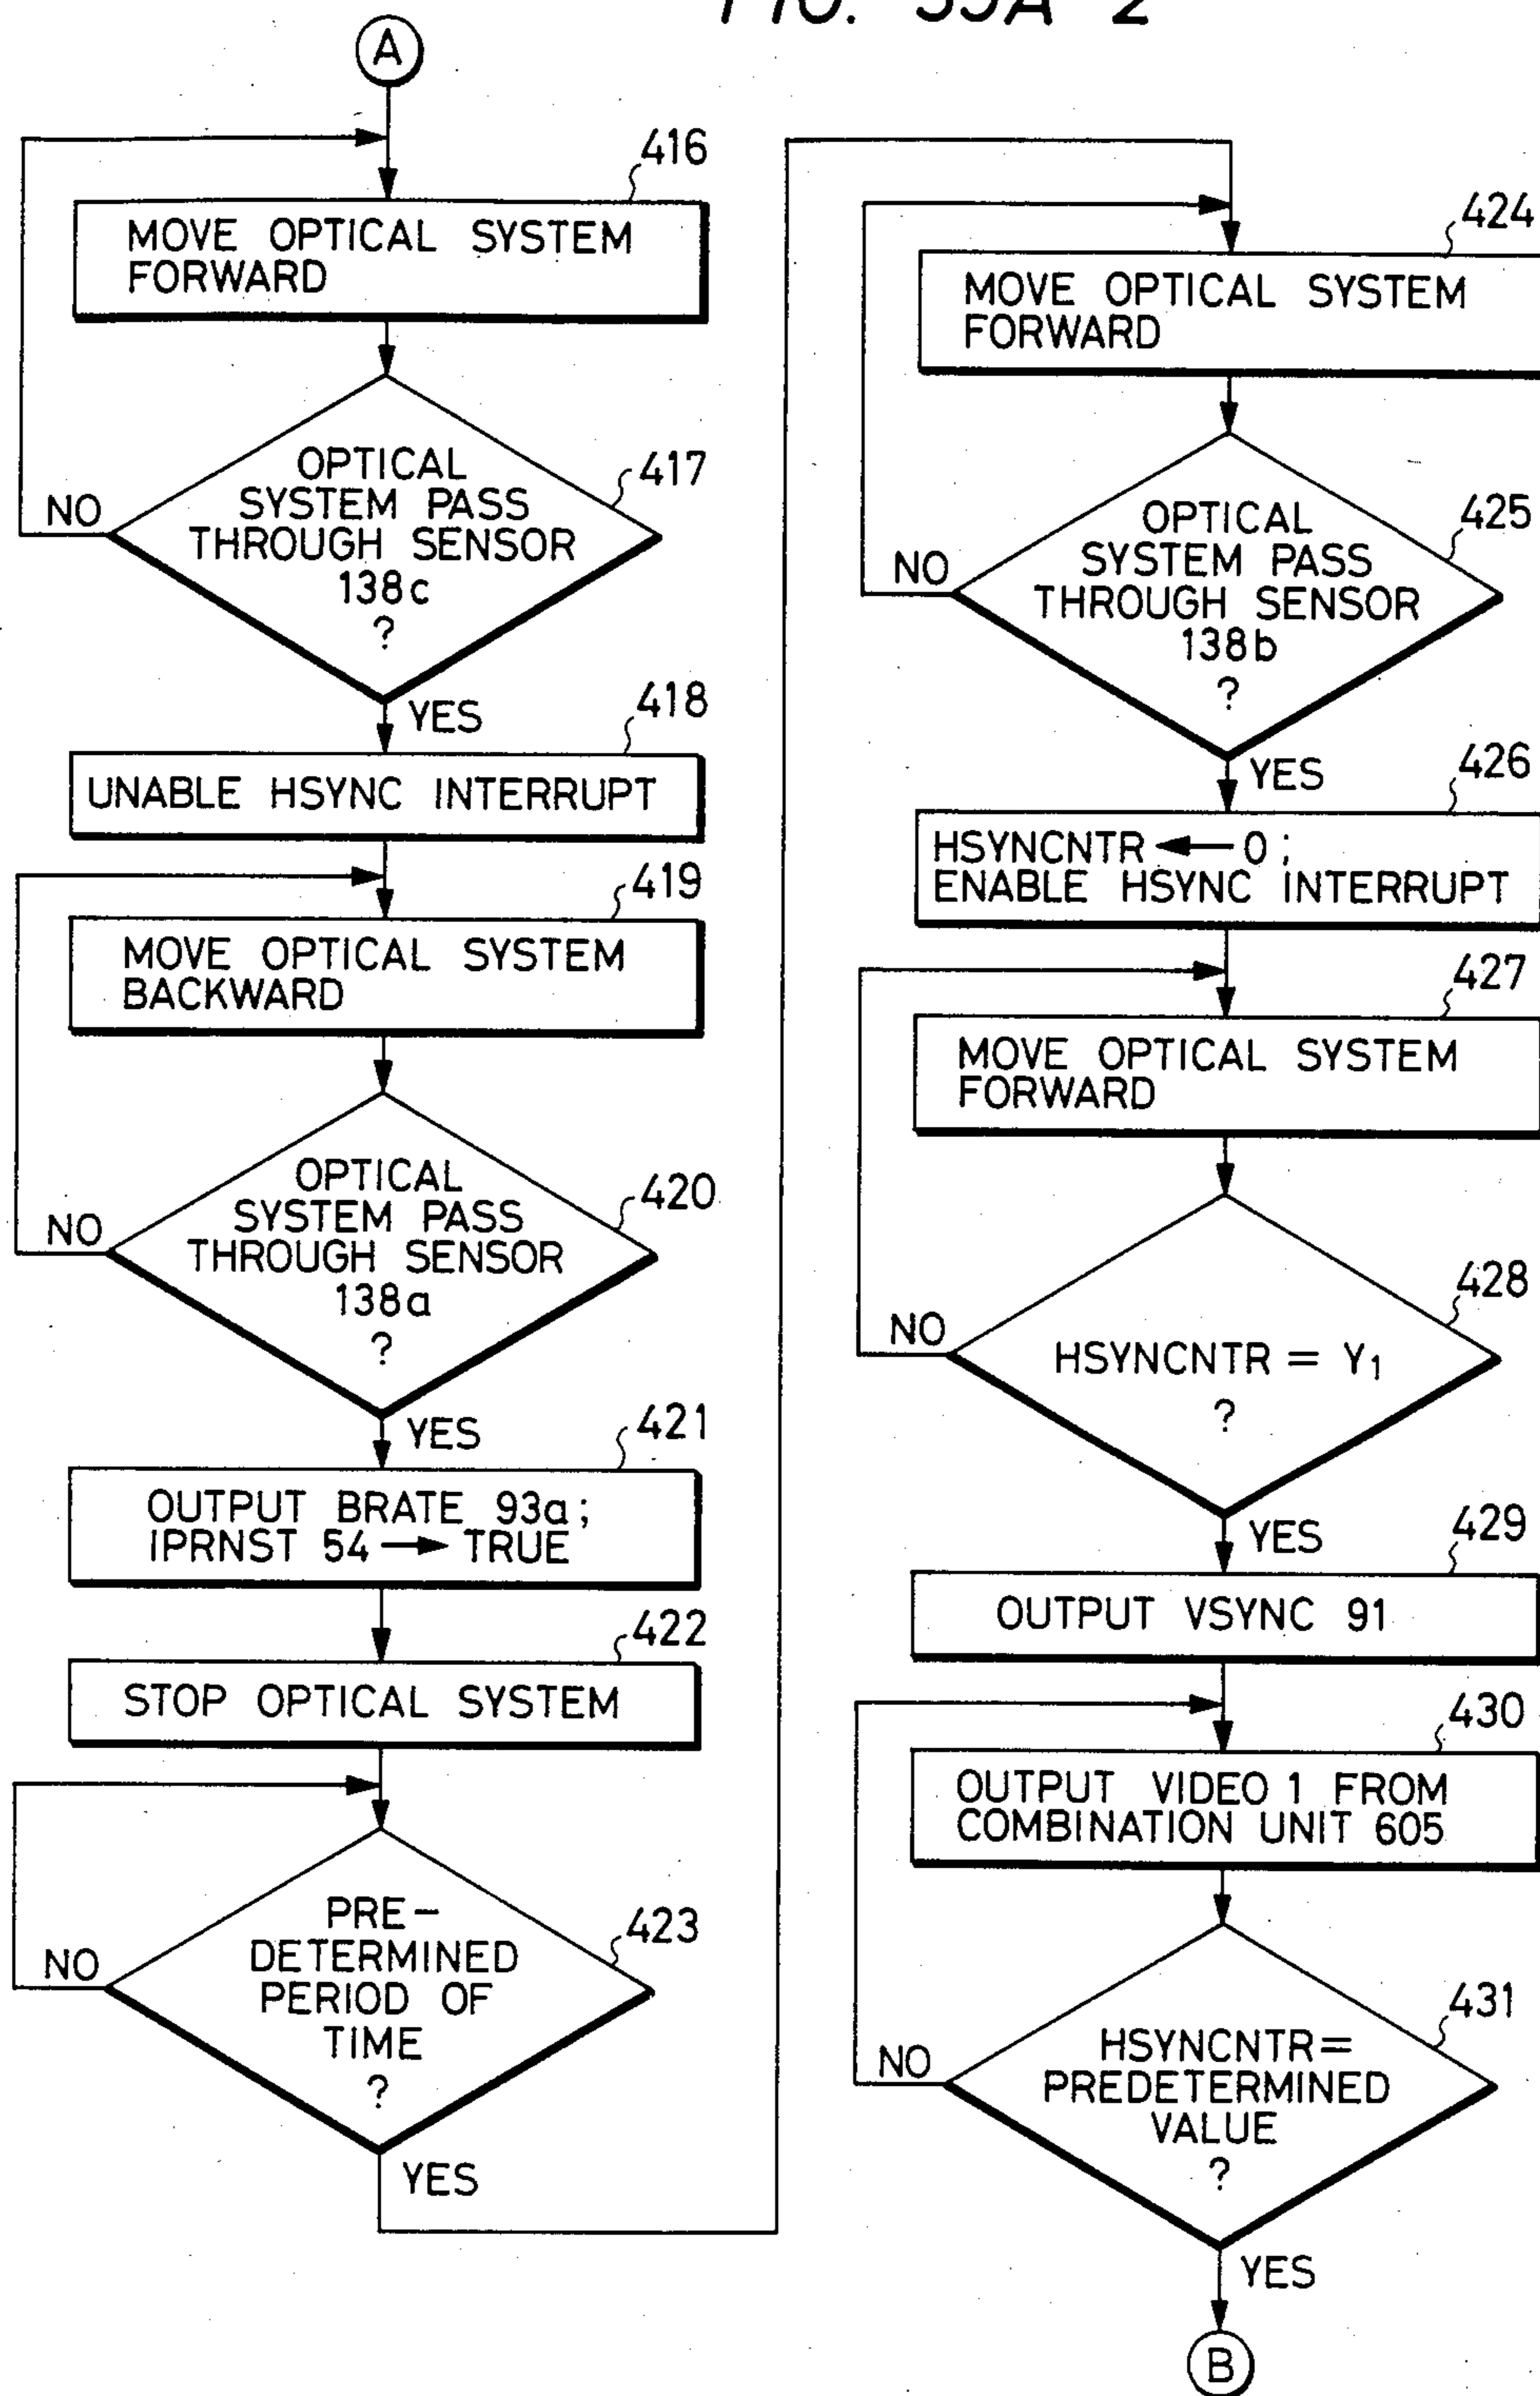 FIG. 35A-2
A
416
MOVE OPTICAL SYSTEM
FORWARD
417
OPTICAL
SYSTEM PASS
THROUGH SENSOR
138c
?
NO
YES
418
UNABLE HSYNC INTERRUPT
419
MOVE OPTICAL SYSTEM
BACKWARD
420
OPTICAL
SYSTEM PASS
THROUGH SENSOR
138a
?
NO
YES
421
OUTPUT BRATE 93a;
IPRNST 54 → TRUE
422
STOP OPTICAL SYSTEM
423
PRE-
DETERMINED
PERIOD OF
TIME
?
NO
YES
424
MOVE OPTICAL SYSTEM
FORWARD
425
OPTICAL
SYSTEM PASS
THROUGH SENSOR
138b
?
NO
YES
426
HSYNCNTR ← 0;
ENABLE HSYNC INTERRUPT
427
MOVE OPTICAL SYSTEM
FORWARD
428
HSYNCNTR = Y1
?
NO
YES
429
OUTPUT VSYNC 91
430
OUTPUT VIDEO 1 FROM
COMBINATION UNIT 605
431
HSYNCNTR=
PREDETERMINED
VALUE
?
NO
YES
B